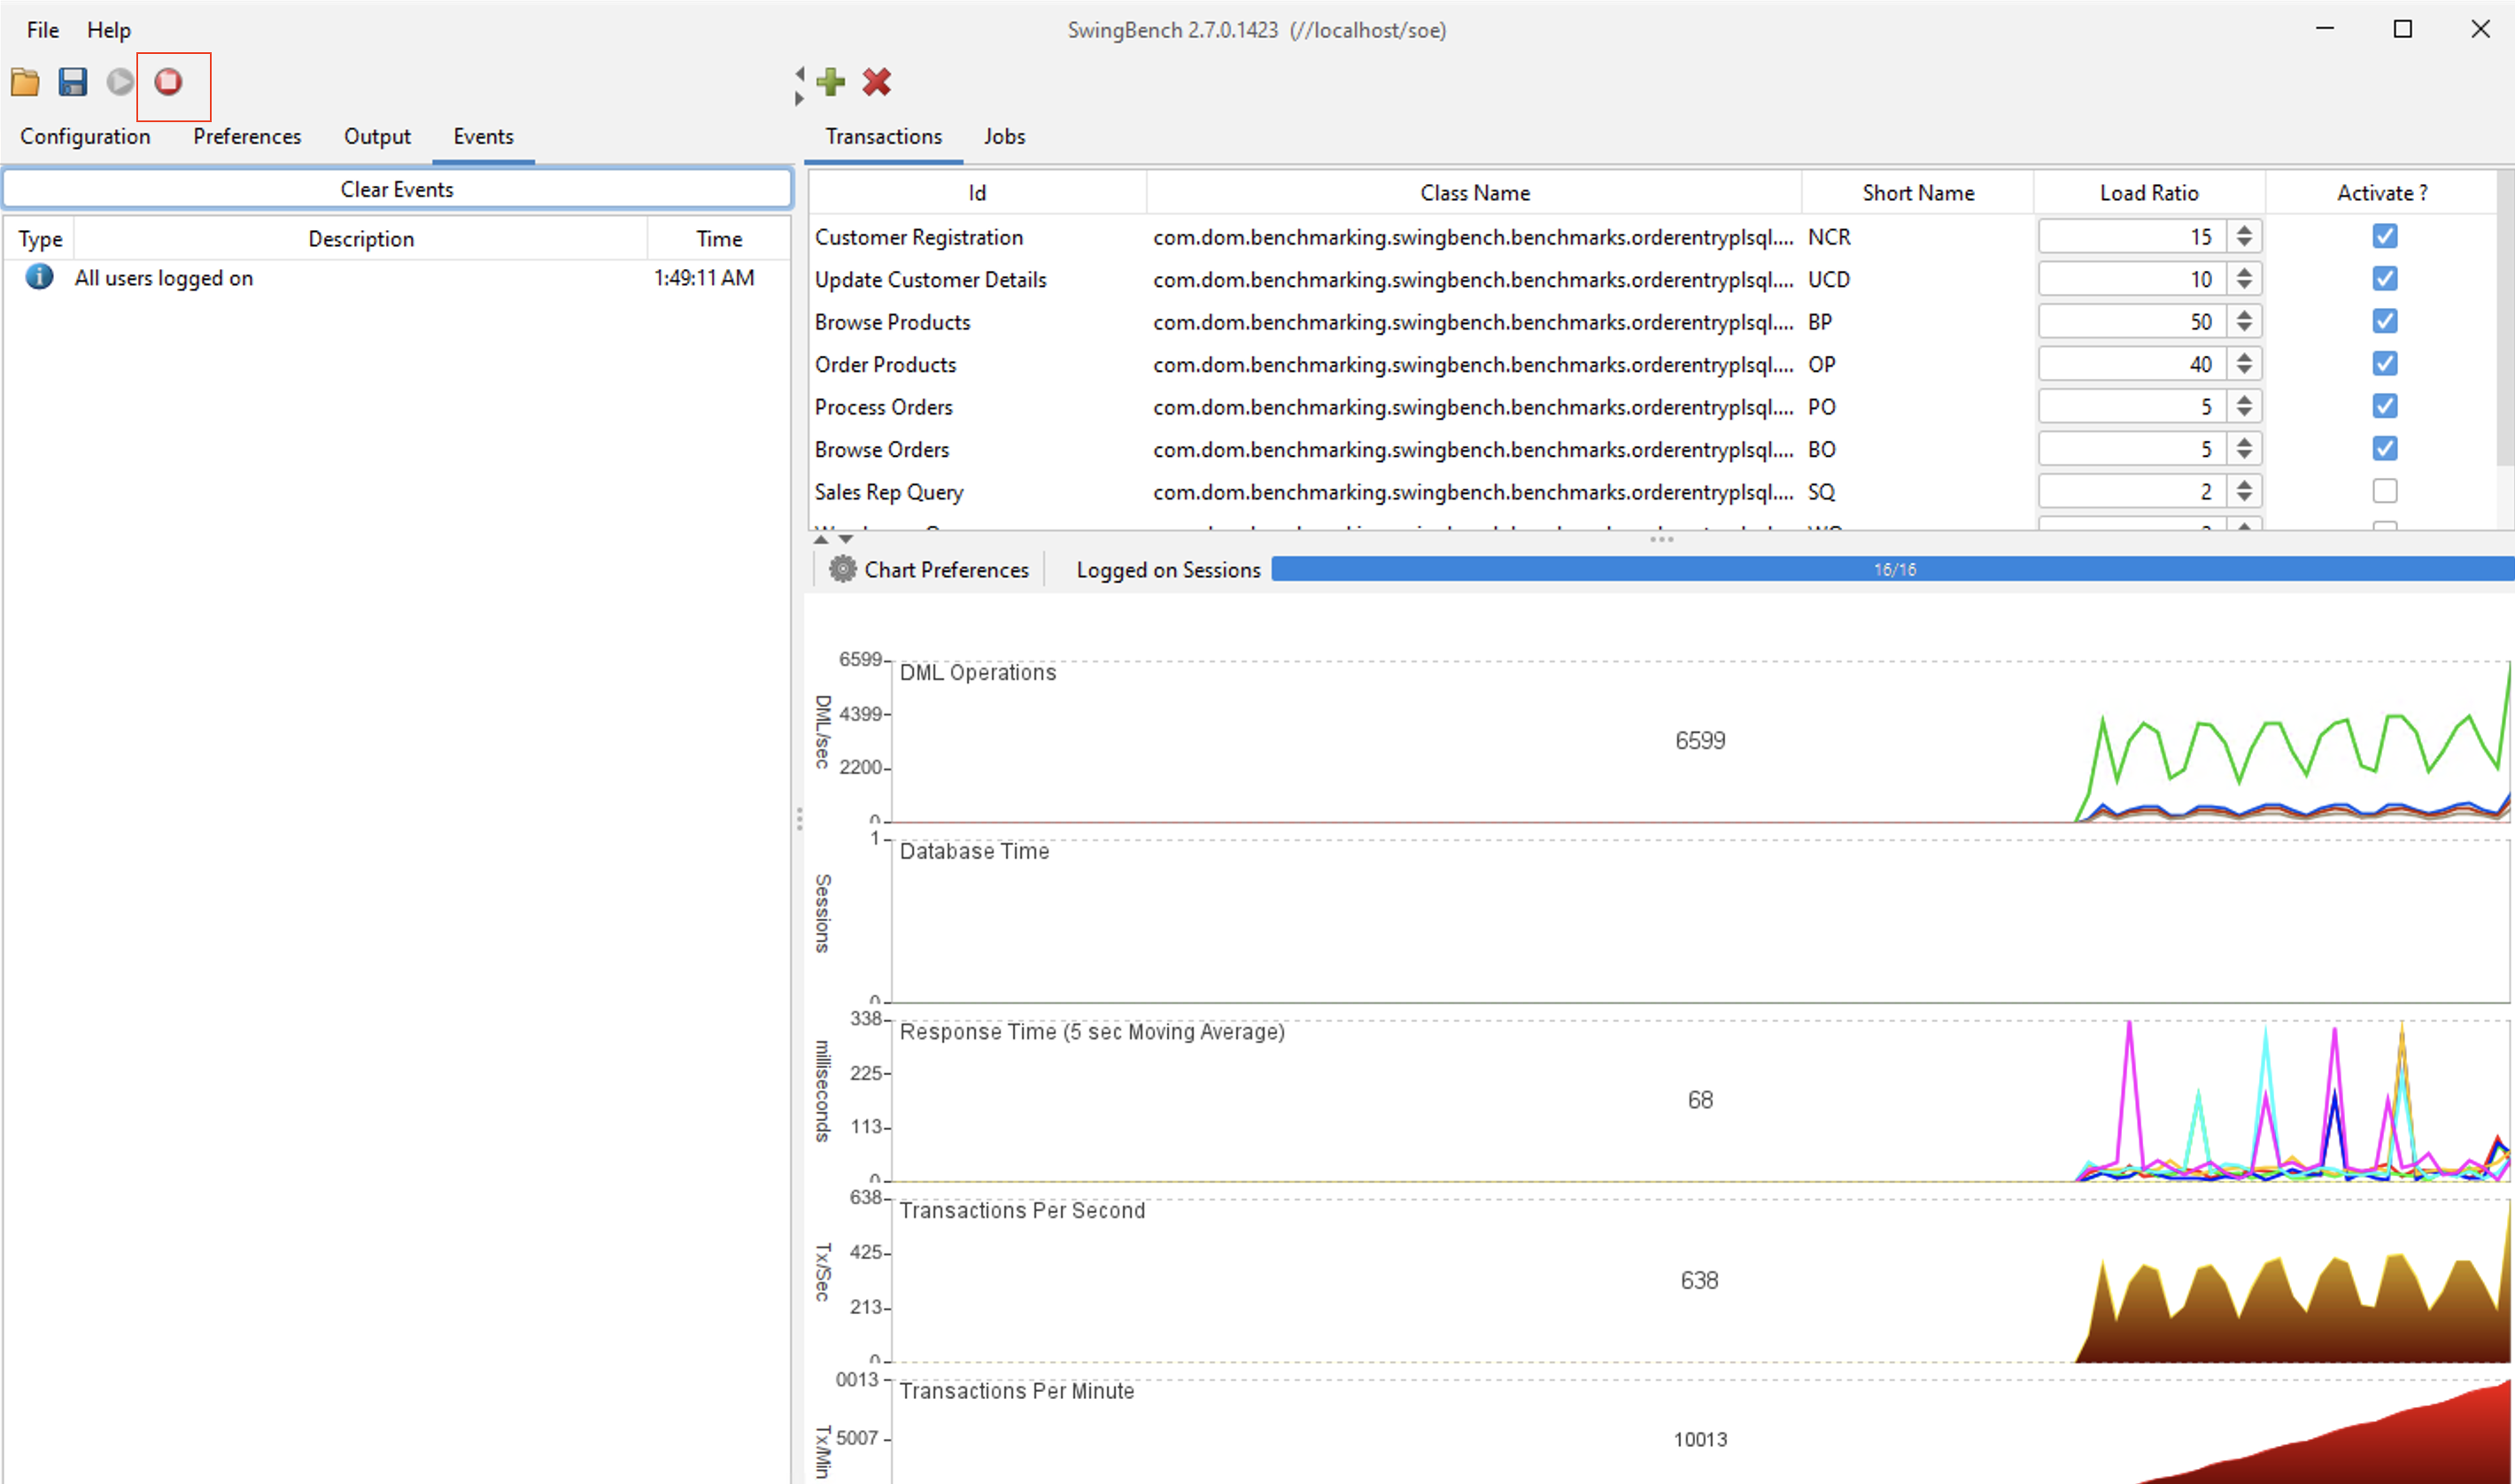 File Help
SwingBench 2.7.0.1423 (//localhost/soe)
Configuration Preferences Output Events
Transactions Jobs
Clear Events
Type Description Time
All users logged on 1:49:11 AM
Id Class Name Short Name Load Ratio Activate ?
Customer Registration com.dom.benchmarking.swingbench.benchmarks.orderentryplsql.... NCR 15
Update Customer Details com.dom.benchmarking.swingbench.benchmarks.orderentryplsql.... UCD 10
Browse Products com.dom.benchmarking.swingbench.benchmarks.orderentryplsql.... BP 50
Order Products com.dom.benchmarking.swingbench.benchmarks.orderentryplsql.... OP 40
Process Orders com.dom.benchmarking.swingbench.benchmarks.orderentryplsql.... PO 5
Browse Orders com.dom.benchmarking.swingbench.benchmarks.orderentryplsql.... BO 5
Sales Rep Query com.dom.benchmarking.swingbench.benchmarks.orderentryplsql.... SQ 2
Chart Preferences Logged on Sessions 16/16
DML Operations
DML/sec
6599
4399
2200
0
6599
Database Time
Sessions
1
0
Response Time (5 sec Moving Average)
milliseconds
338
225
113
0
68
Transactions Per Second
Tx/Sec
638
425
213
0
638
Transactions Per Minute
Tx/Min
0013
5007
10013